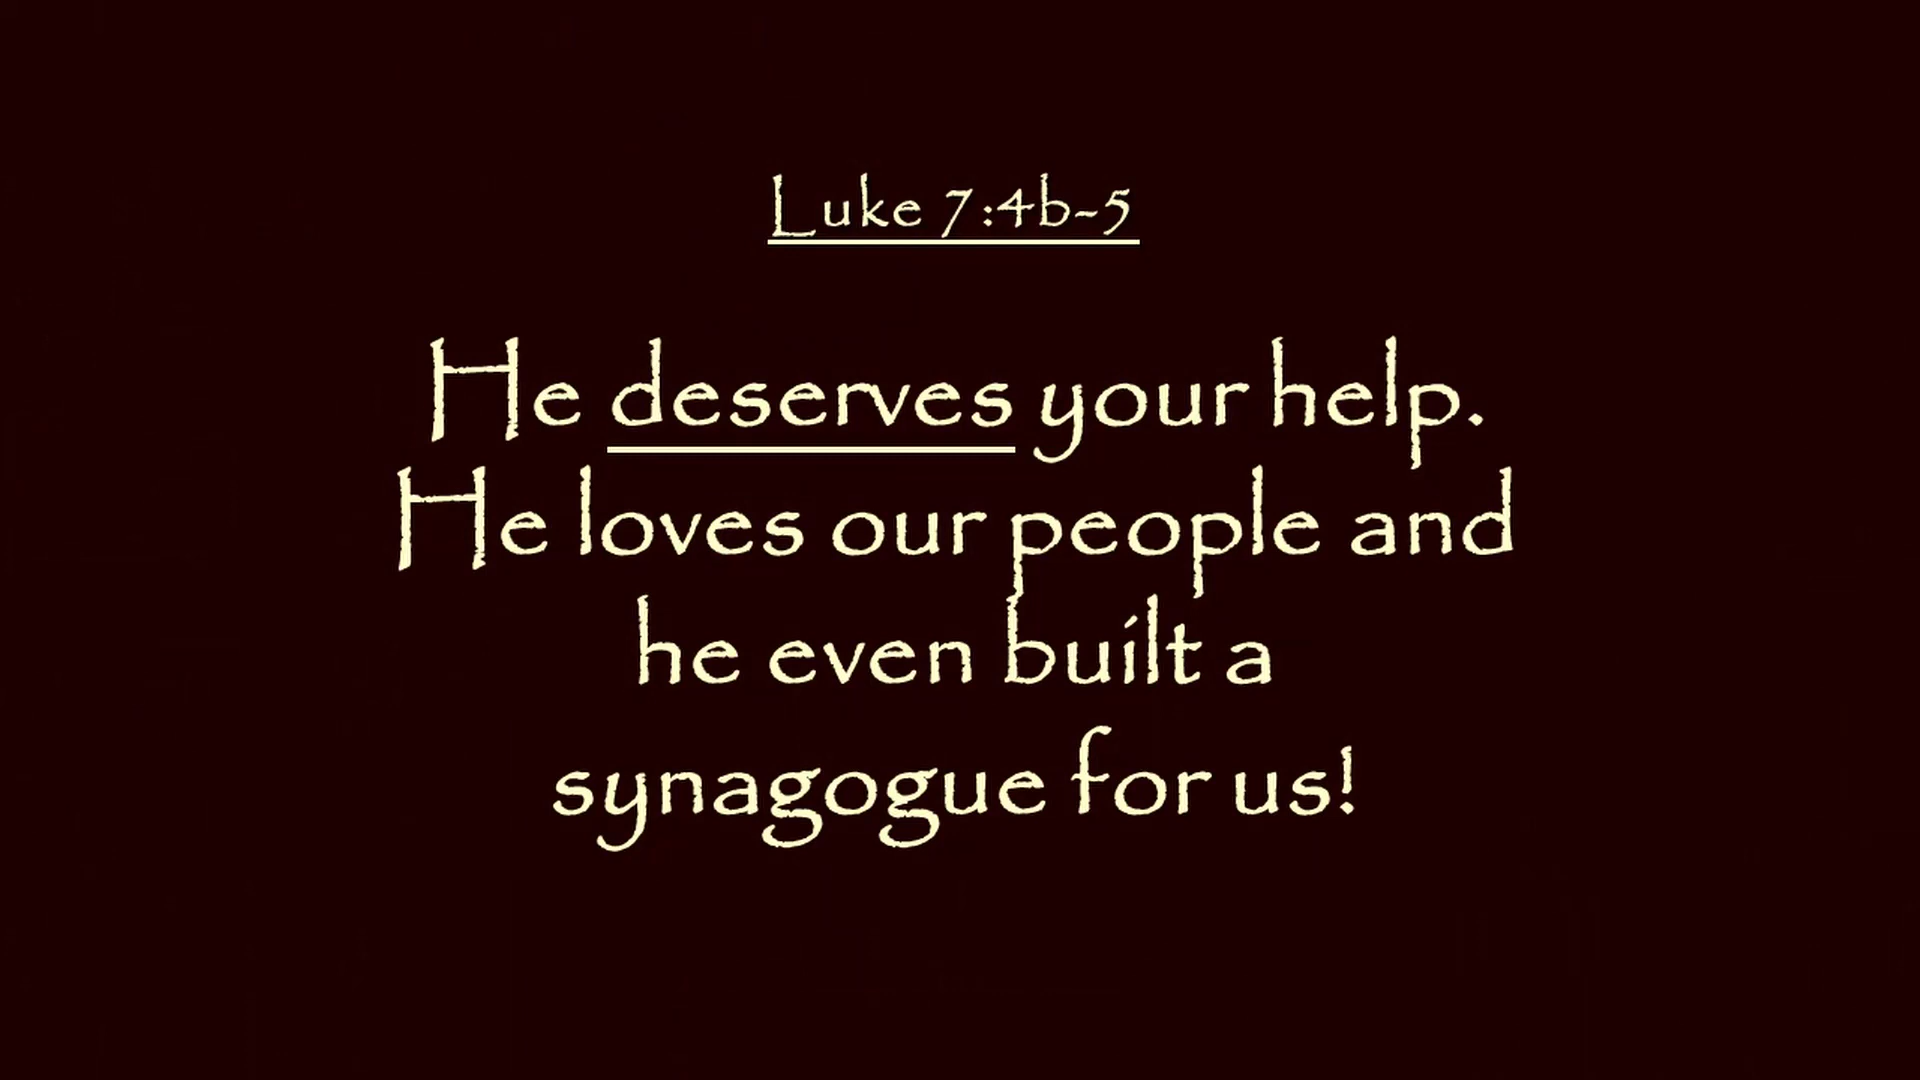 Luke 7:4b-5
He deserves your help.
He loves our people and
he even built a
synagogue for us!